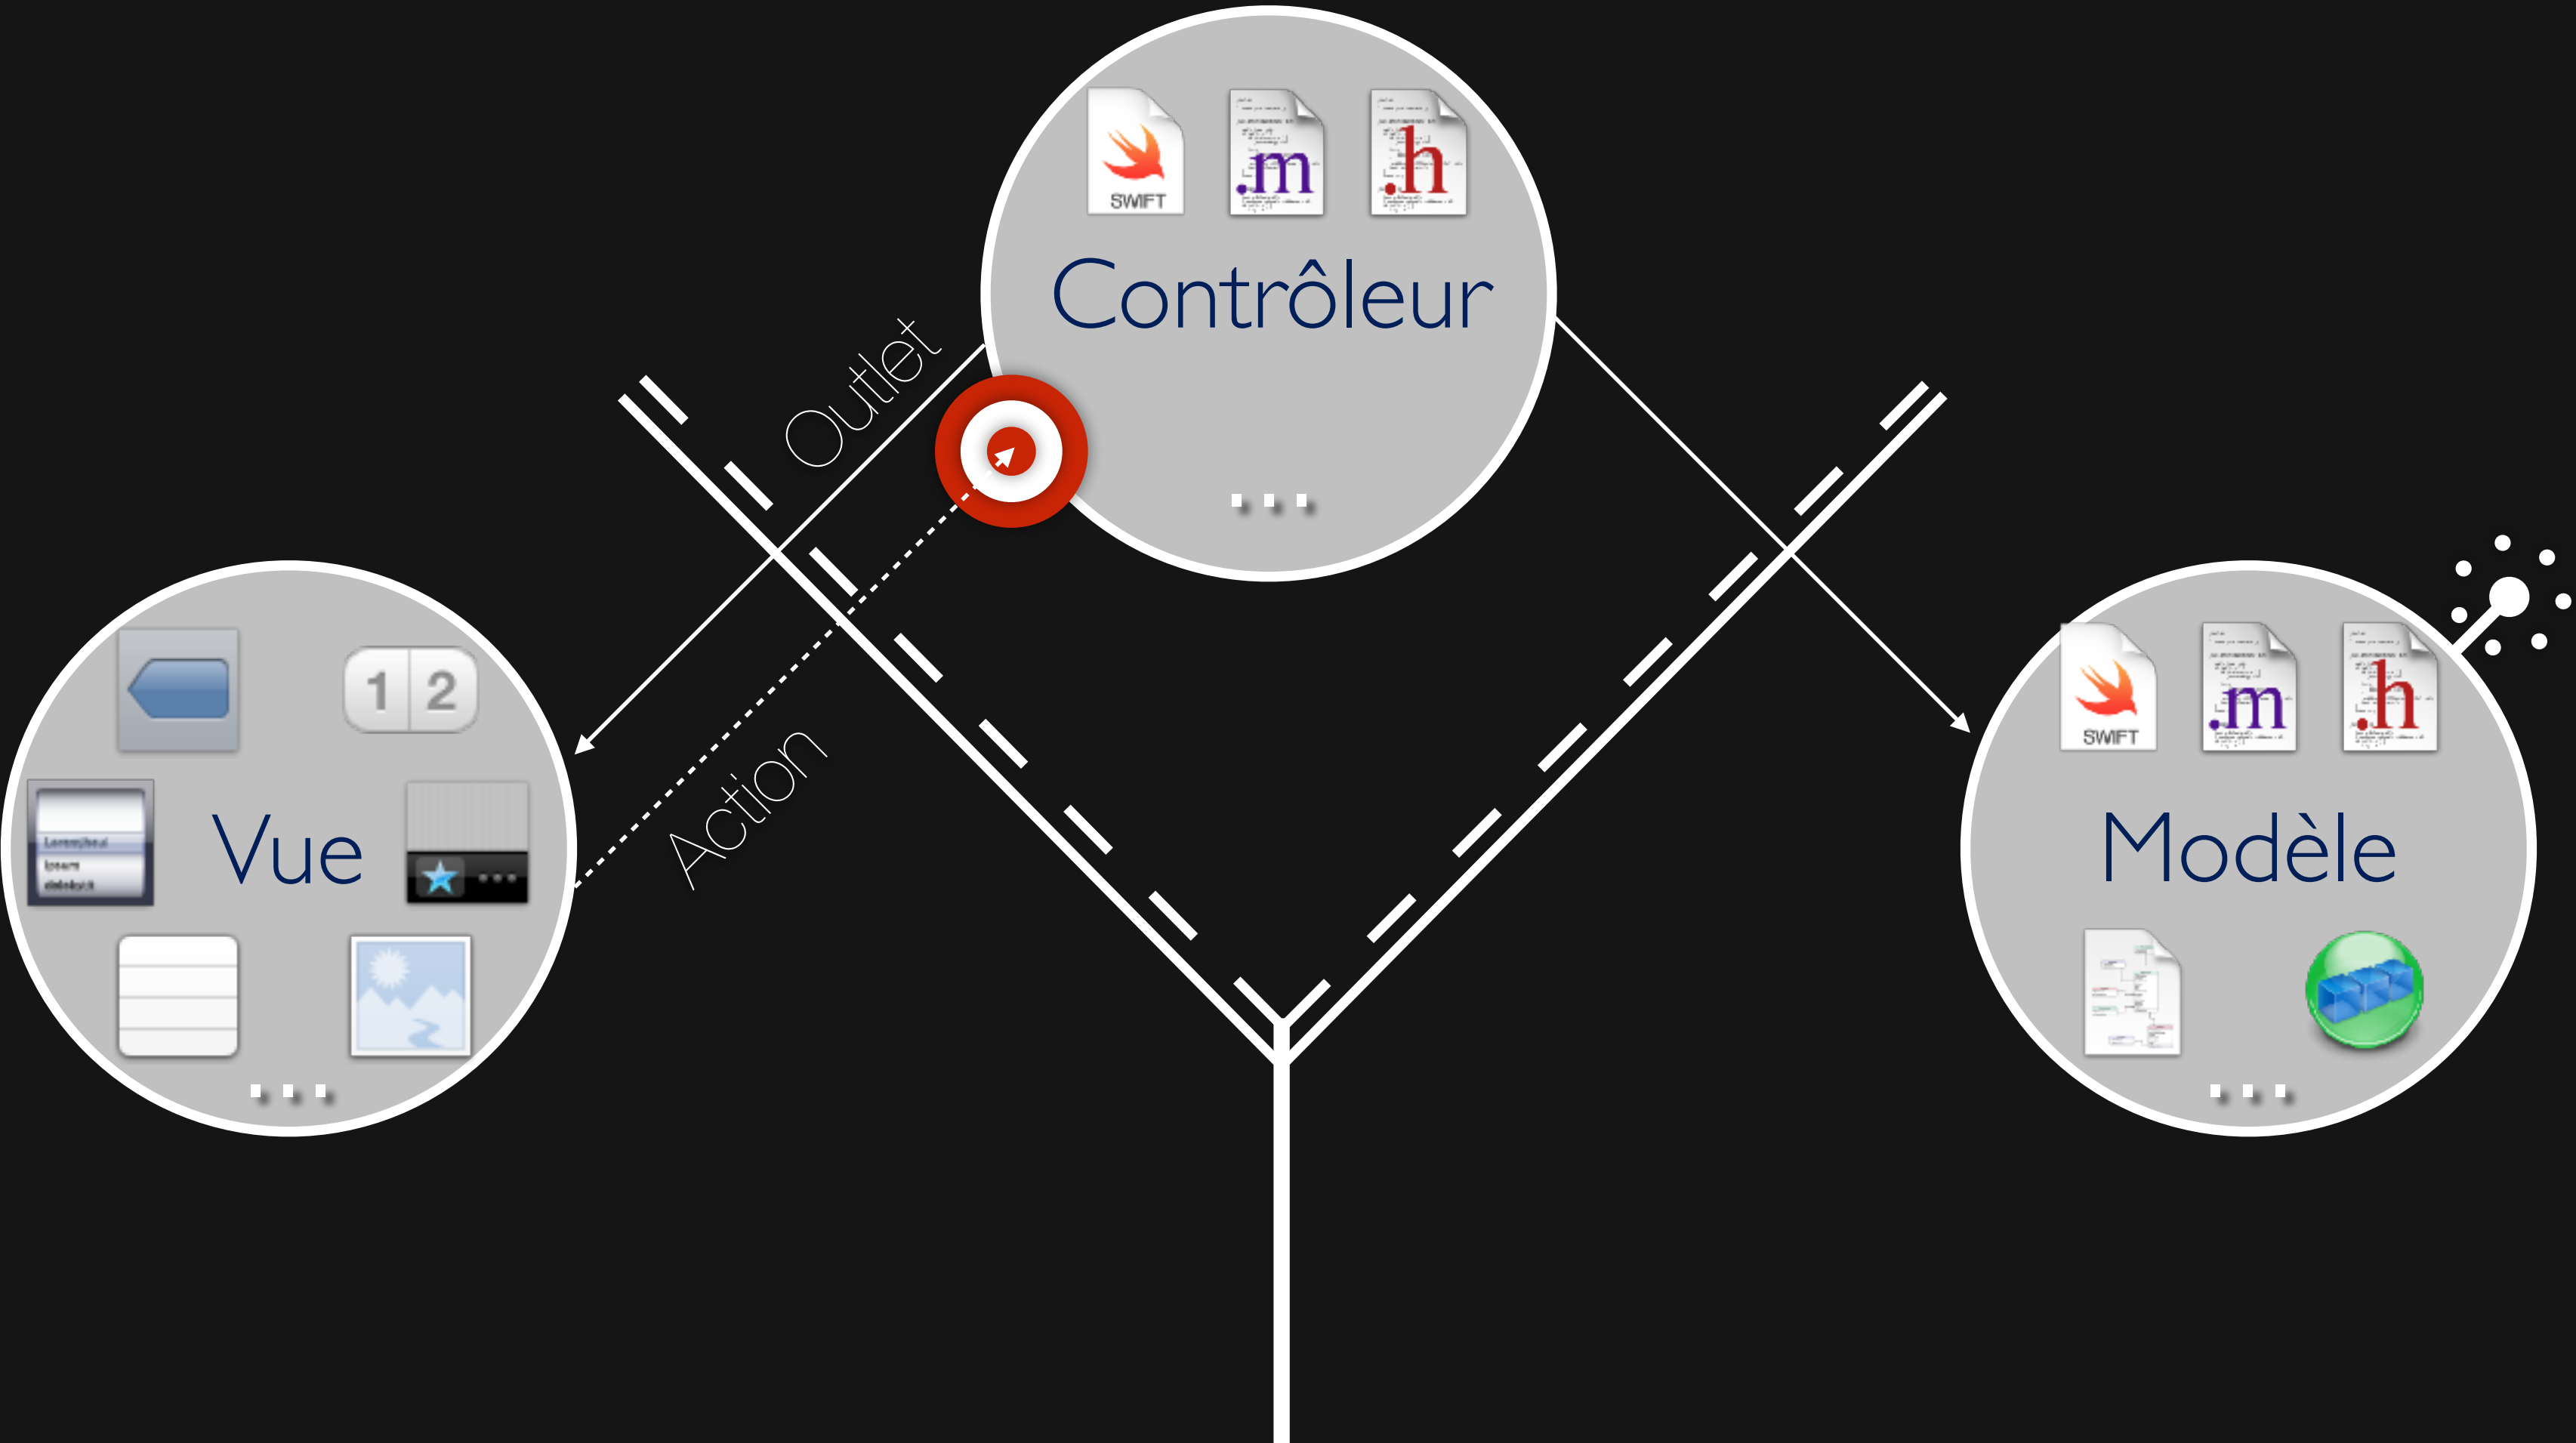 SWIFT
.m
.h
Contrôleur
...
Outlet
Action
1 2
Vue
...
SWIFT
.m
.h
Modèle
...